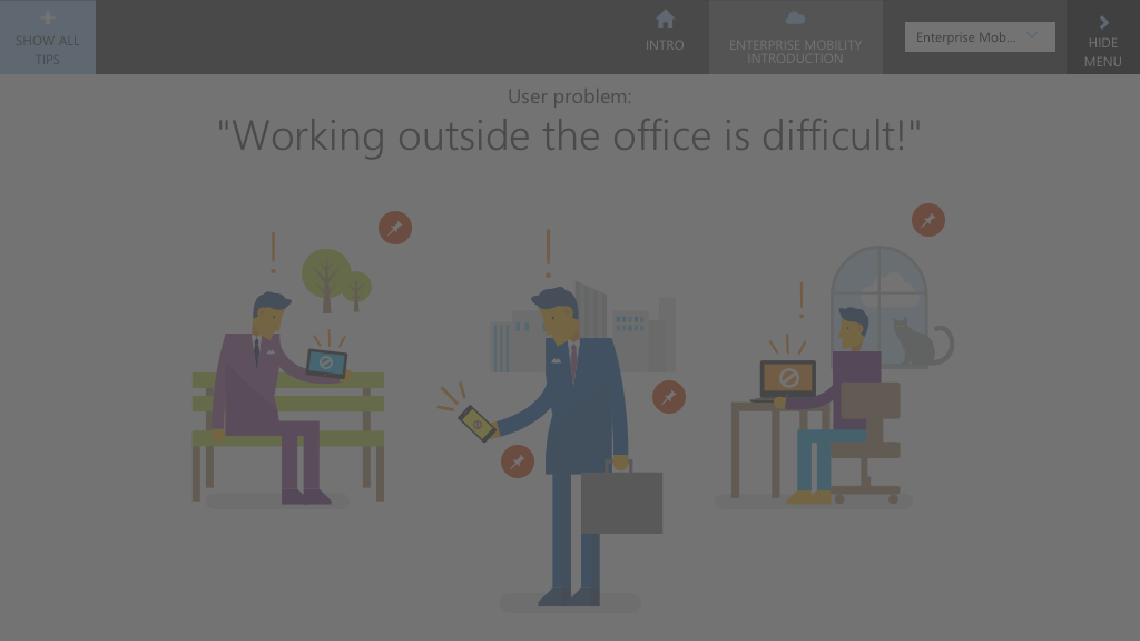 SHOW ALL
TIPS
INTRO
ENTERPRISE MOBILITY
INTRODUCTION
Enterprise Mob...
HIDE
MENU
User problem:
"Working outside the office is difficult!"